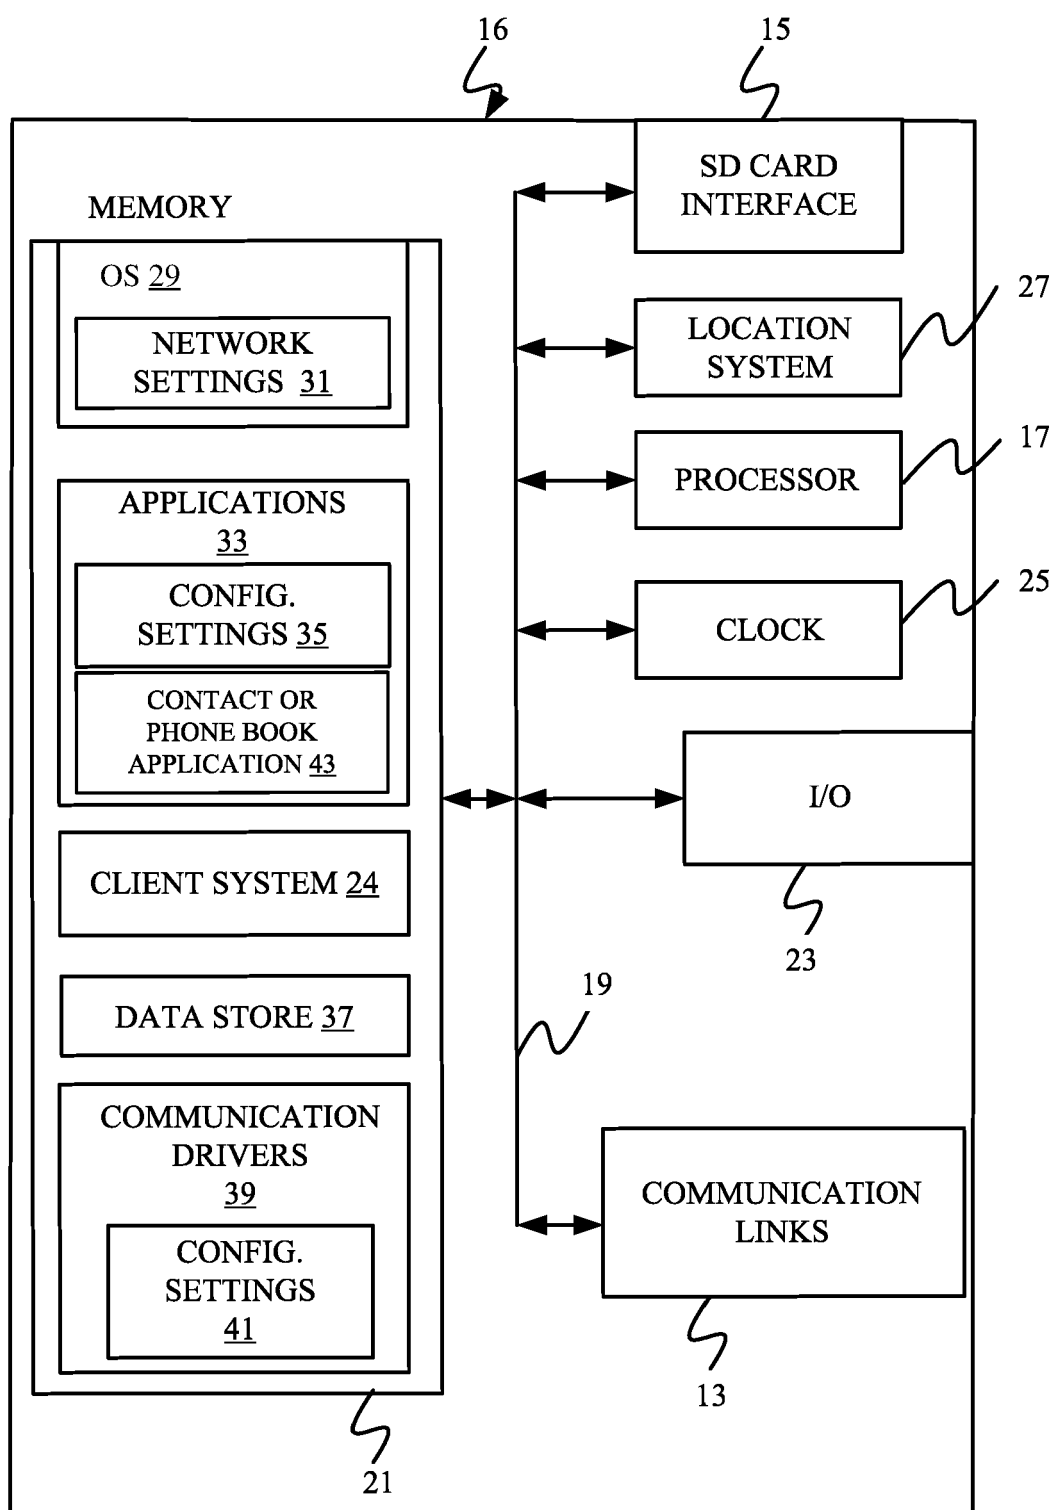 16
15
SD CARD
INTERFACE
MEMORY
OS 29
NETWORK
SETTINGS 31
27
LOCATION
SYSTEM
17
PROCESSOR
APPLICATIONS
33
CONFIG.
SETTINGS 35
25
CLOCK
CONTACT OR
PHONE BOOK
APPLICATION 43
I/O
CLIENT SYSTEM 24
23
19
DATA STORE 37
COMMUNICATION
DRIVERS
39
COMMUNICATION
LINKS
CONFIG.
SETTINGS
41
13
21